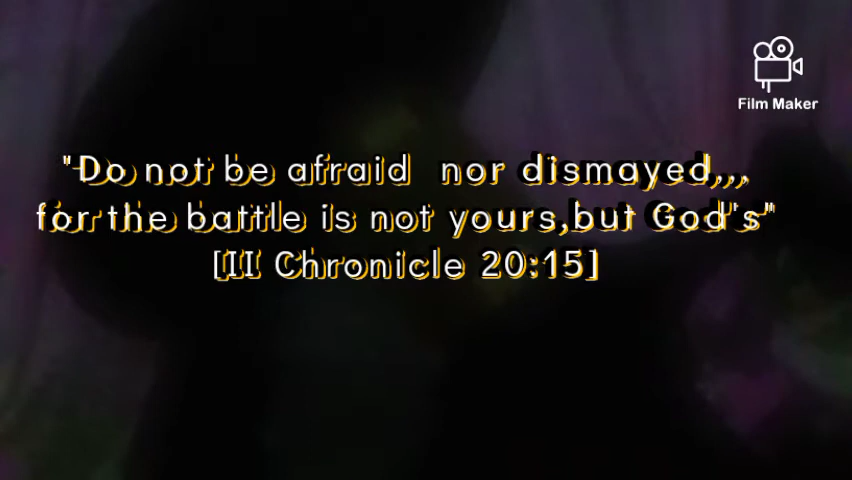 Film Maker
"Do not be afraid nor dismayed,,,
for the battle is not yours,but God's"
[II Chronicle 20:15]